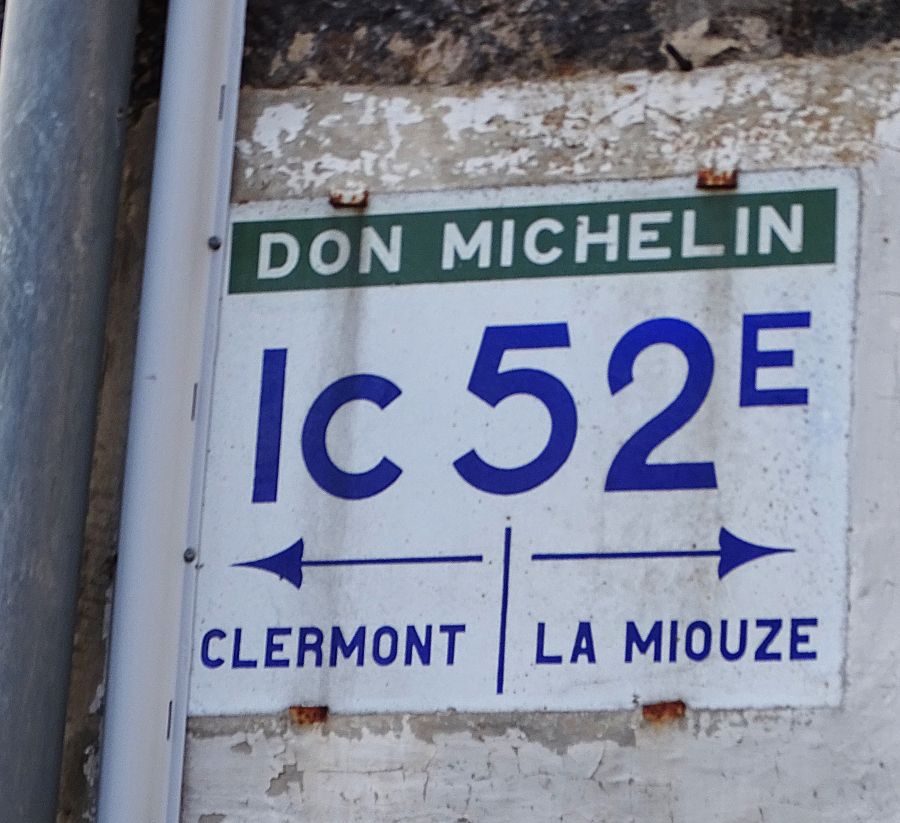 DON MICHELIN
Ic 52E
CLERMONT LA MIOUZE